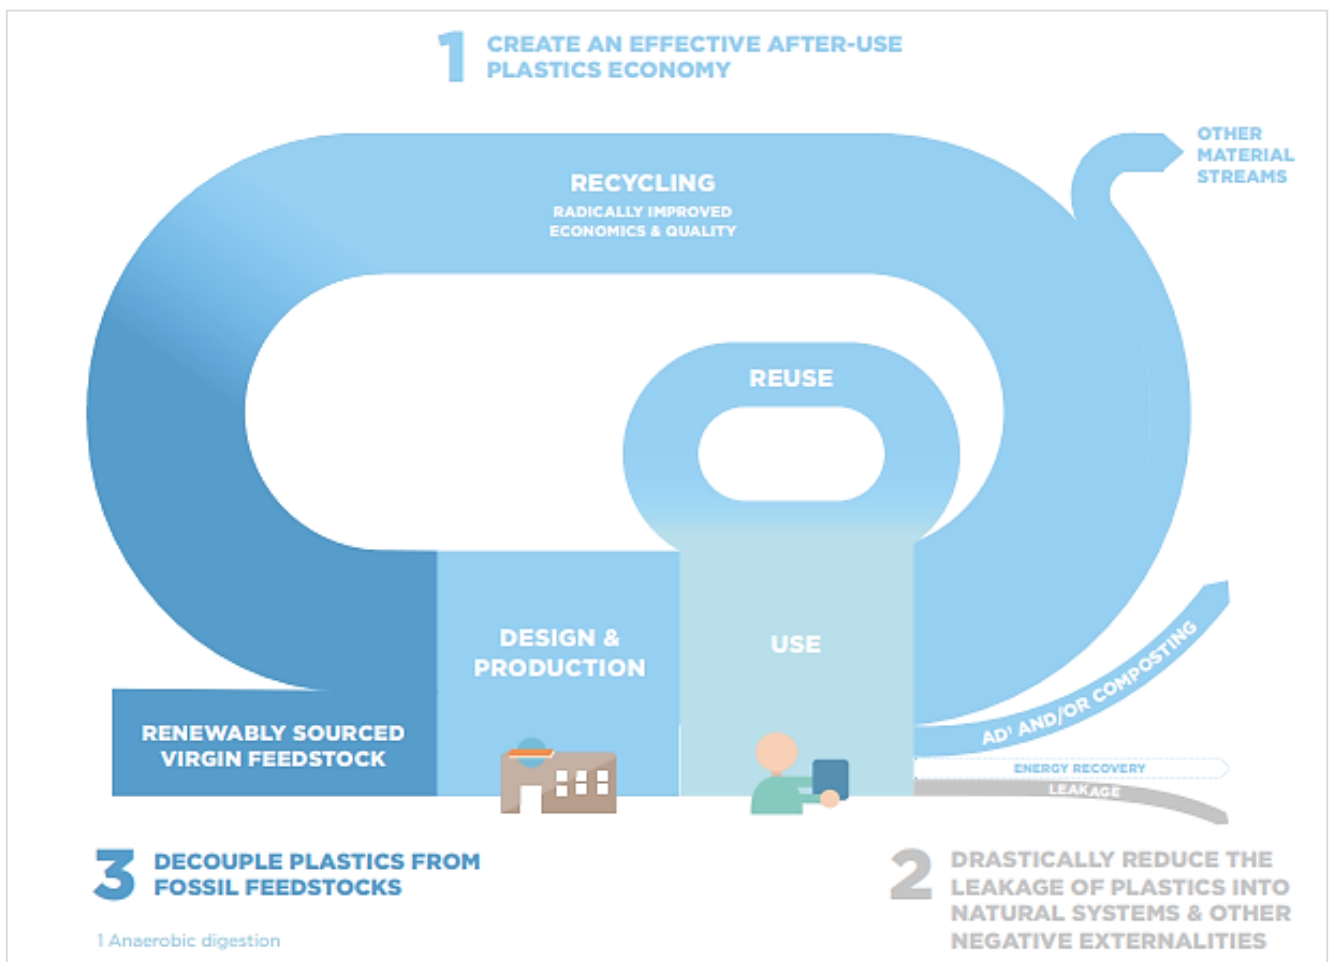 1 CREATE AN EFFECTIVE AFTER-USE
PLASTICS ECONOMY
OTHER
MATERIAL
STREAMS
RECYCLING
RADICALLY IMPROVED
ECONOMICS & QUALITY
REUSE
DESIGN &
PRODUCTION
USE
RENEWABLY SOURCED
VIRGIN FEEDSTOCK
AD¹ AND/OR COMPOSTING
ENERGY RECOVERY
LEAKAGE
3 DECOUPLE PLASTICS FROM
FOSSIL FEEDSTOCKS
2 DRASTICALLY REDUCE THE
LEAKAGE OF PLASTICS INTO
NATURAL SYSTEMS & OTHER
NEGATIVE EXTERNALITIES
1 Anaerobic digestion